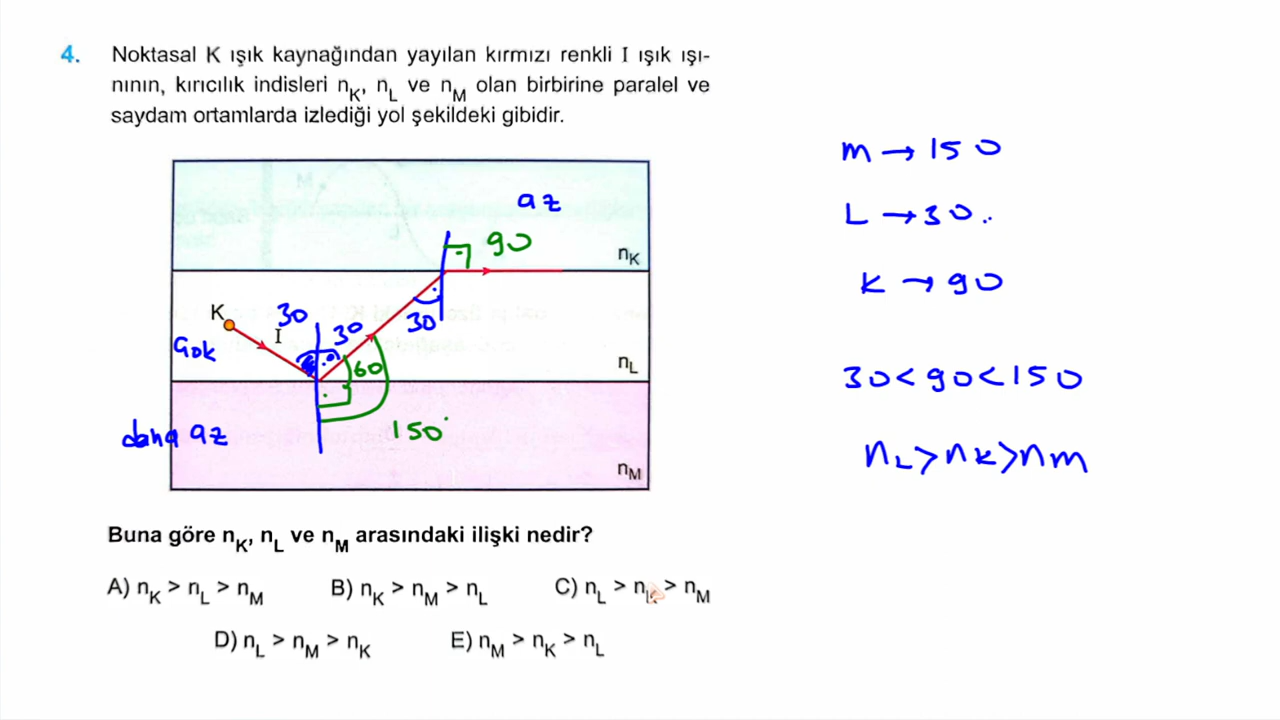 4. Noktasal K ışık kaynağından yayılan kırmızı renkli I ışık ışı-
nının, kırıcılık indisleri nK, nL ve nM olan birbirine paralel ve
saydam ortamlarda izlediği yol şekildeki gibidir.
az
90
nK
K
I
30
30
30
çok
60
nL
daha az
150°
nM
m → 150
L → 30..
K → 90
30 < 90 < 150
nL > nK > nm
Buna göre nK, nL ve nM arasındaki ilişki nedir?
A) nK > nL > nM B) nK > nM > nL C) nL > nK > nM
D) nL > nM > nK E) nM > nK > nL